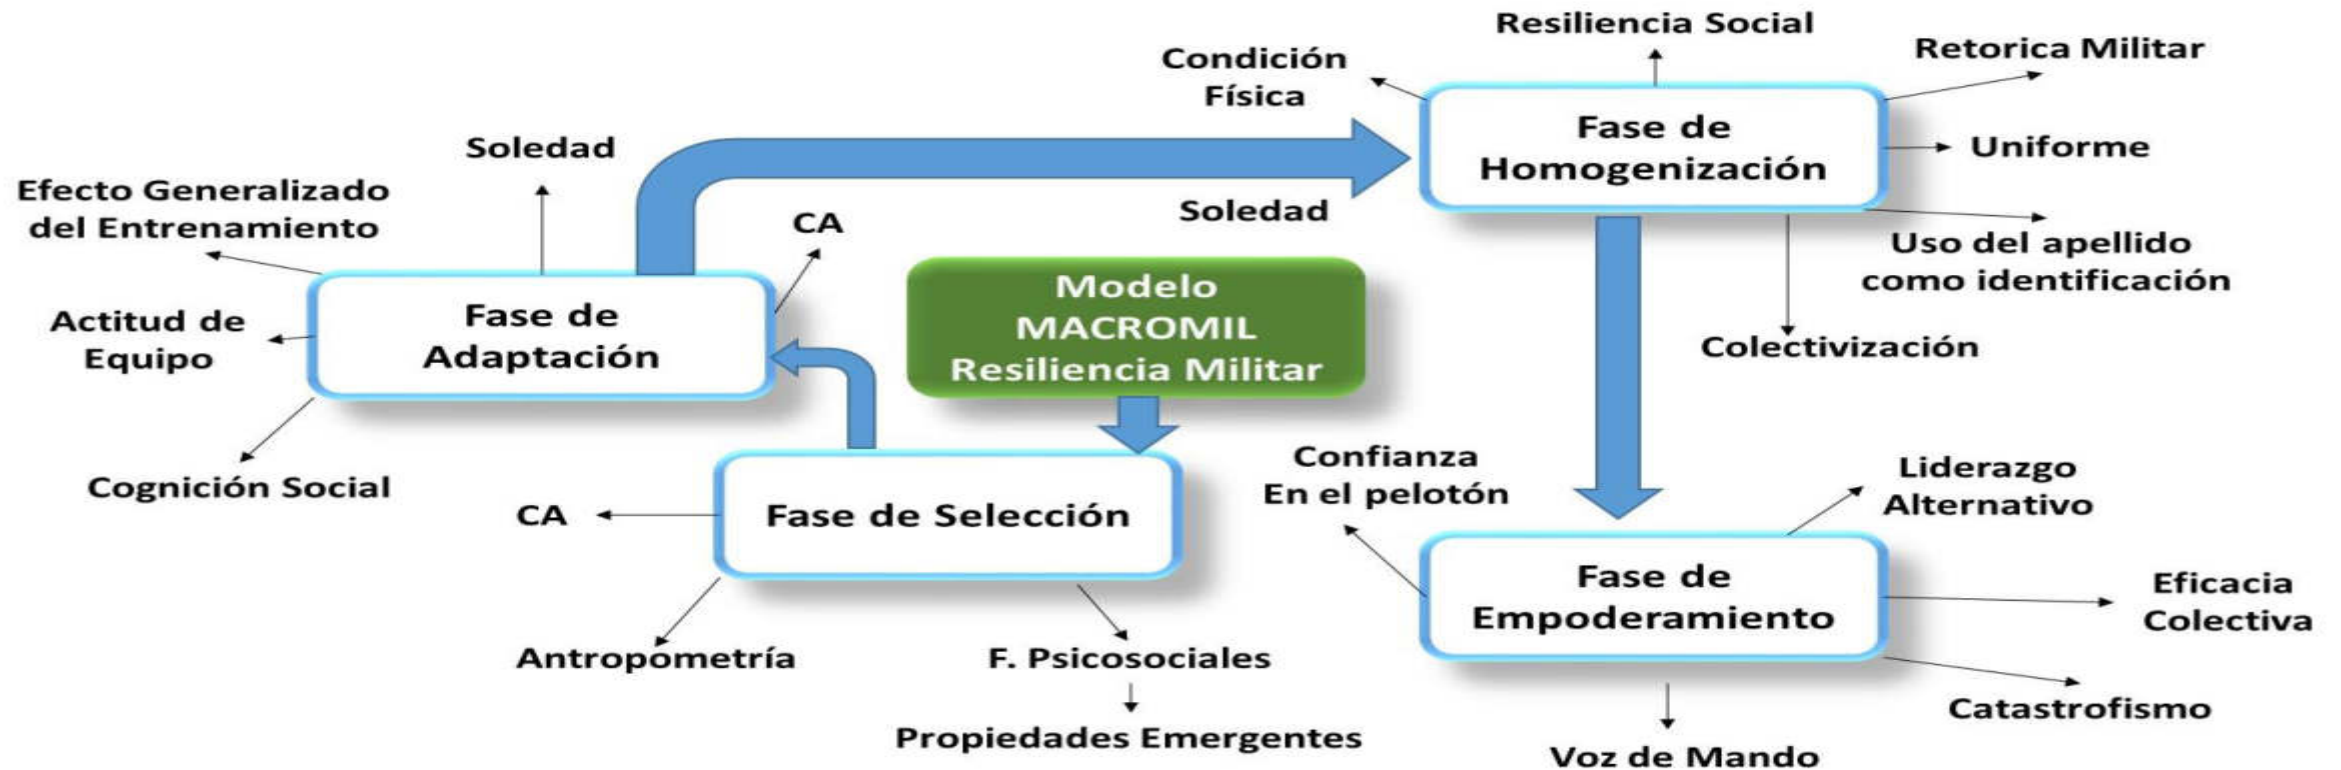 Resiliencia Social
Retorica Militar
Condición
Física
Fase de
Homogenización
Uniforme
Soledad
Efecto Generalizado
del Entrenamiento
CA
Soledad
Uso del apellido
como identificación
Modelo
MACROMIL
Resiliencia Militar
Fase de
Adaptación
Actitud de
Equipo
Colectivización
Cognición Social
Confianza
En el pelotón
Liderazgo
Alternativo
CA
Fase de Selección
Fase de
Empoderamiento
Eficacia
Colectiva
Antropometría
F. Psicosociales
Catastrofismo
Propiedades Emergentes
Voz de Mando